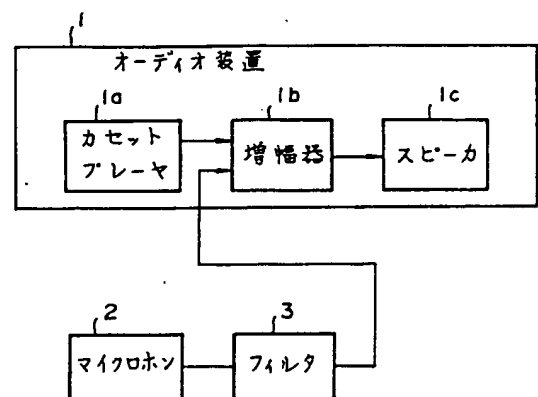 1
オーディオ装置
1a
1b
1c
カセット
プレーヤ
増幅器
スピーカ
2
3
マイクロホン
フィルタ